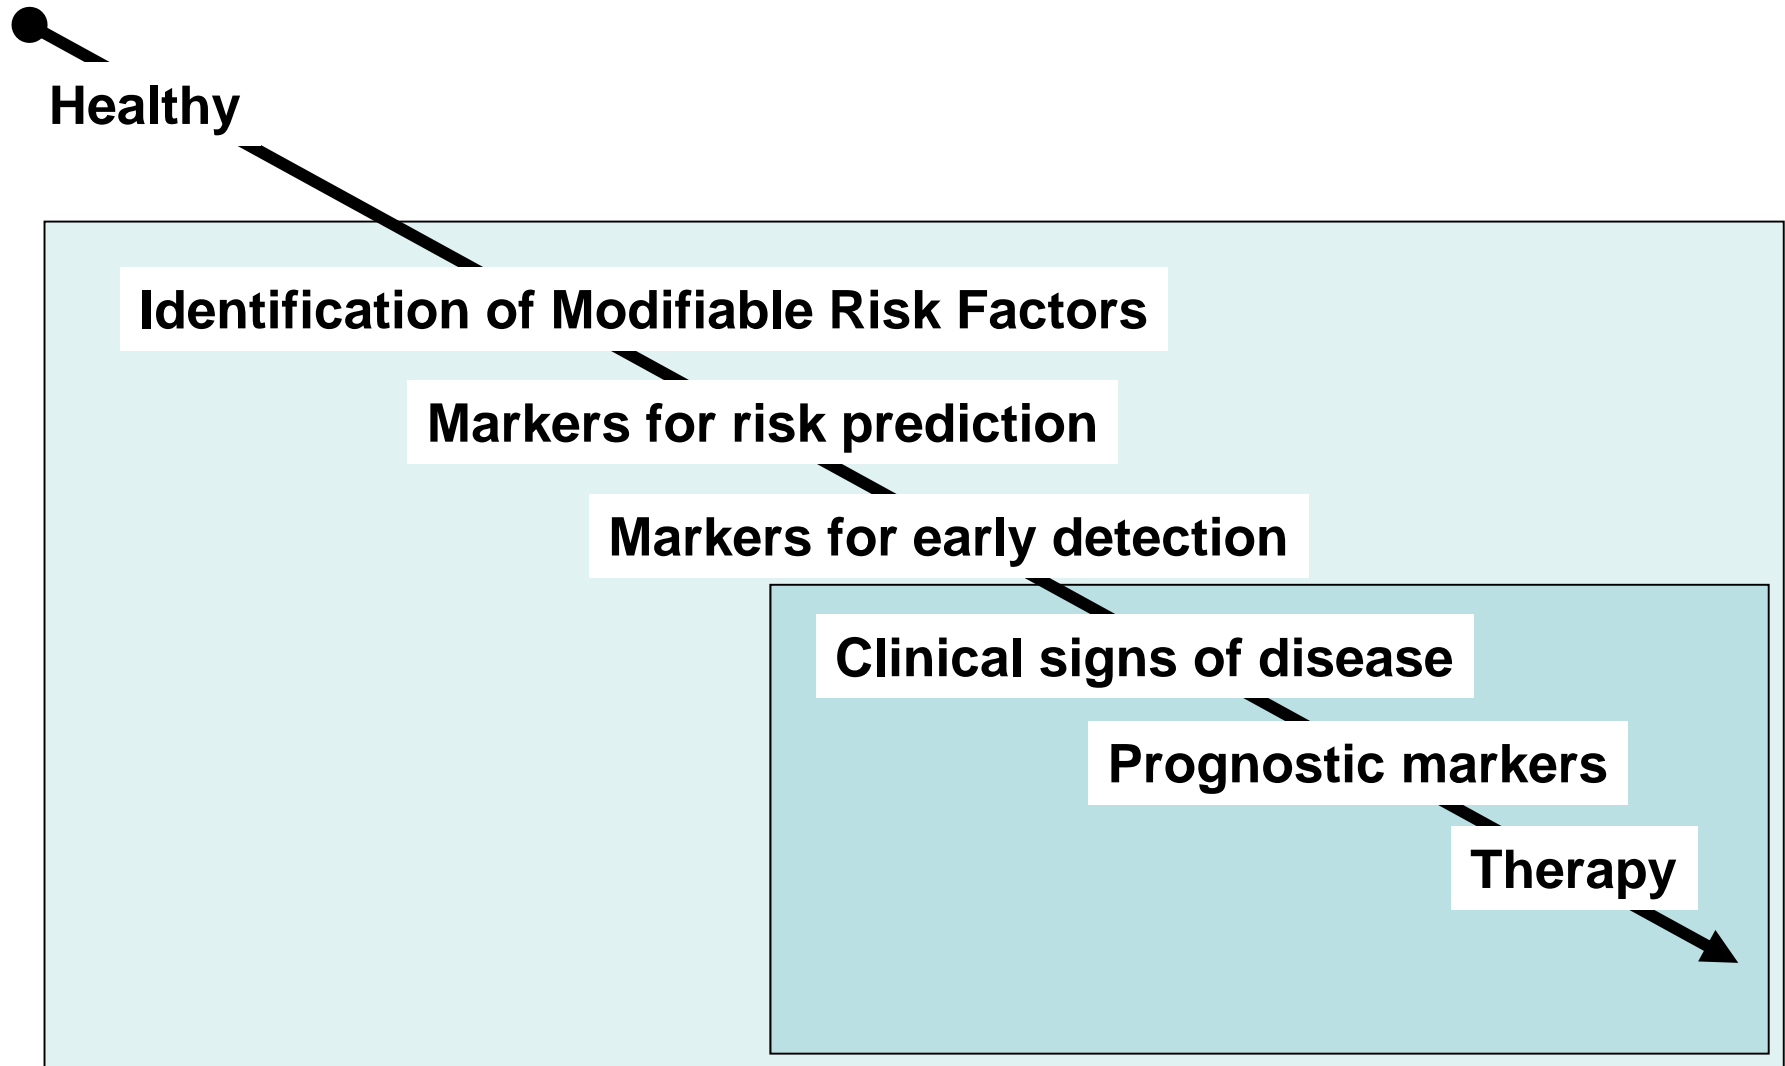 Healthy
Identification of Modifiable Risk Factors
Markers for risk prediction
Markers for early detection
Clinical signs of disease
Prognostic markers
Therapy